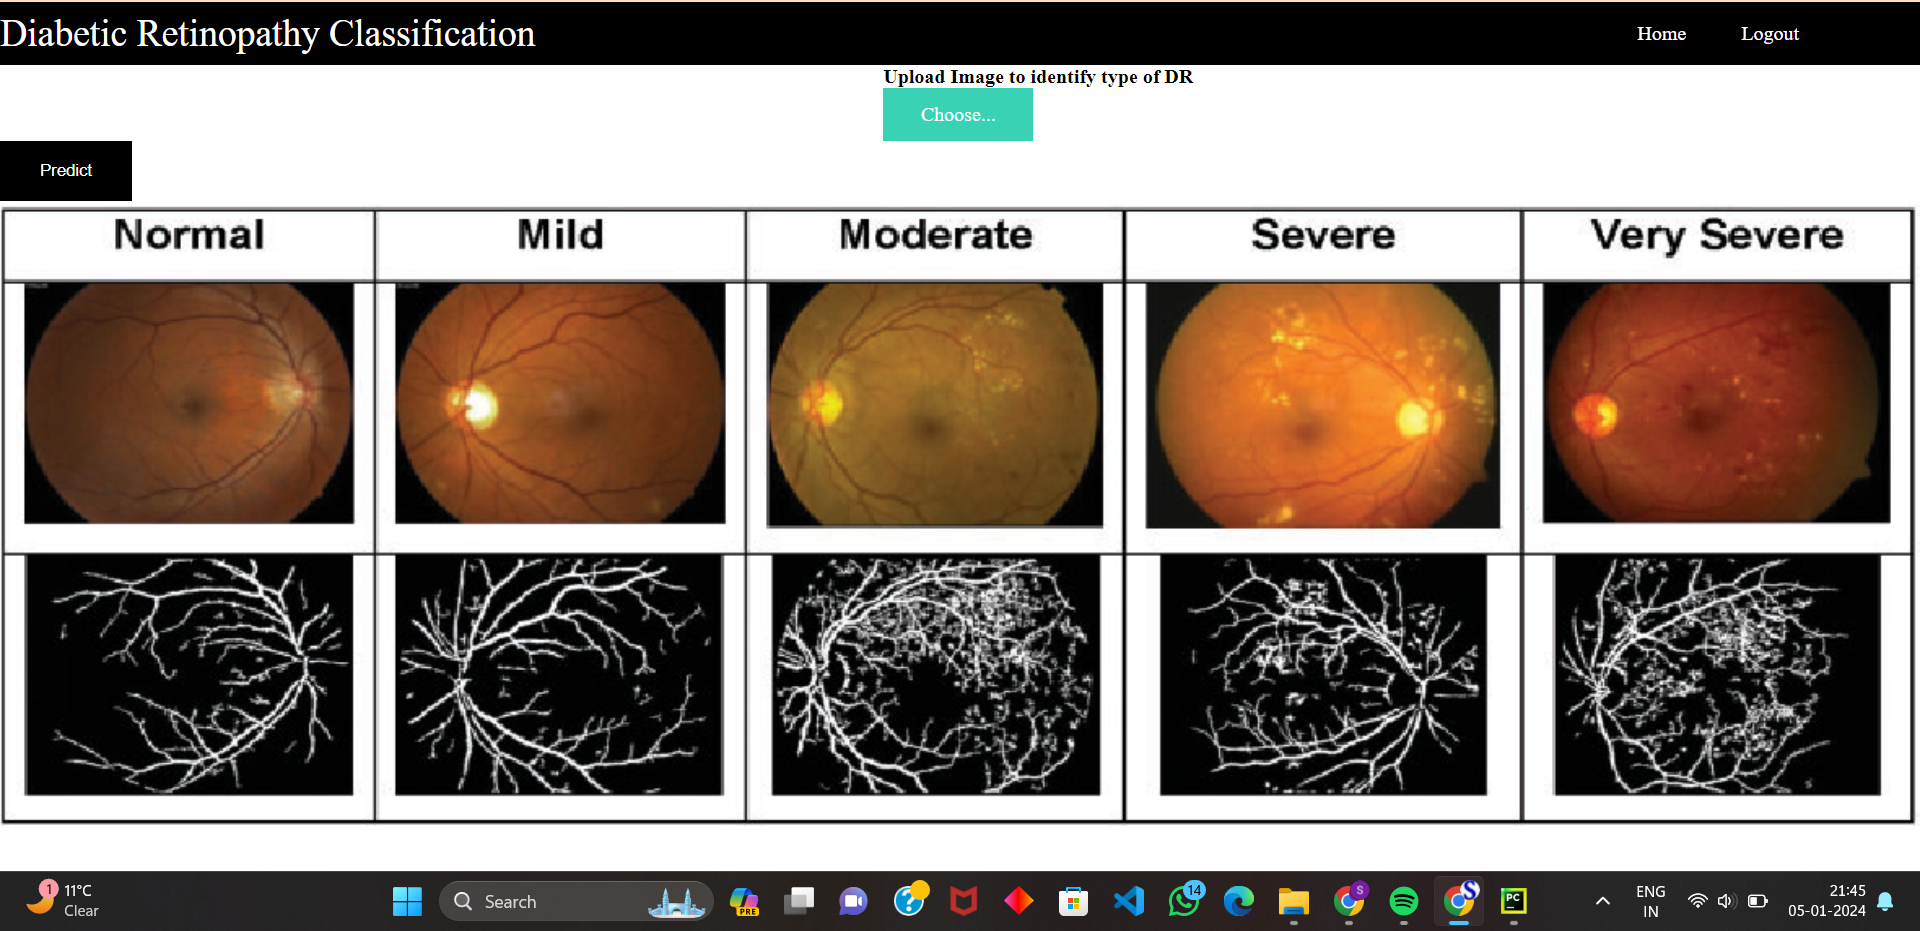 Diabetic Retinopathy Classification
Home
Logout
Upload Image to identify type of DR
Choose...
Predict
Normal
Mild
Moderate
Severe
Very Severe
1
11°C
Clear
Search
PRE
14
S
S
PC
ENG
IN
21:45
05-01-2024